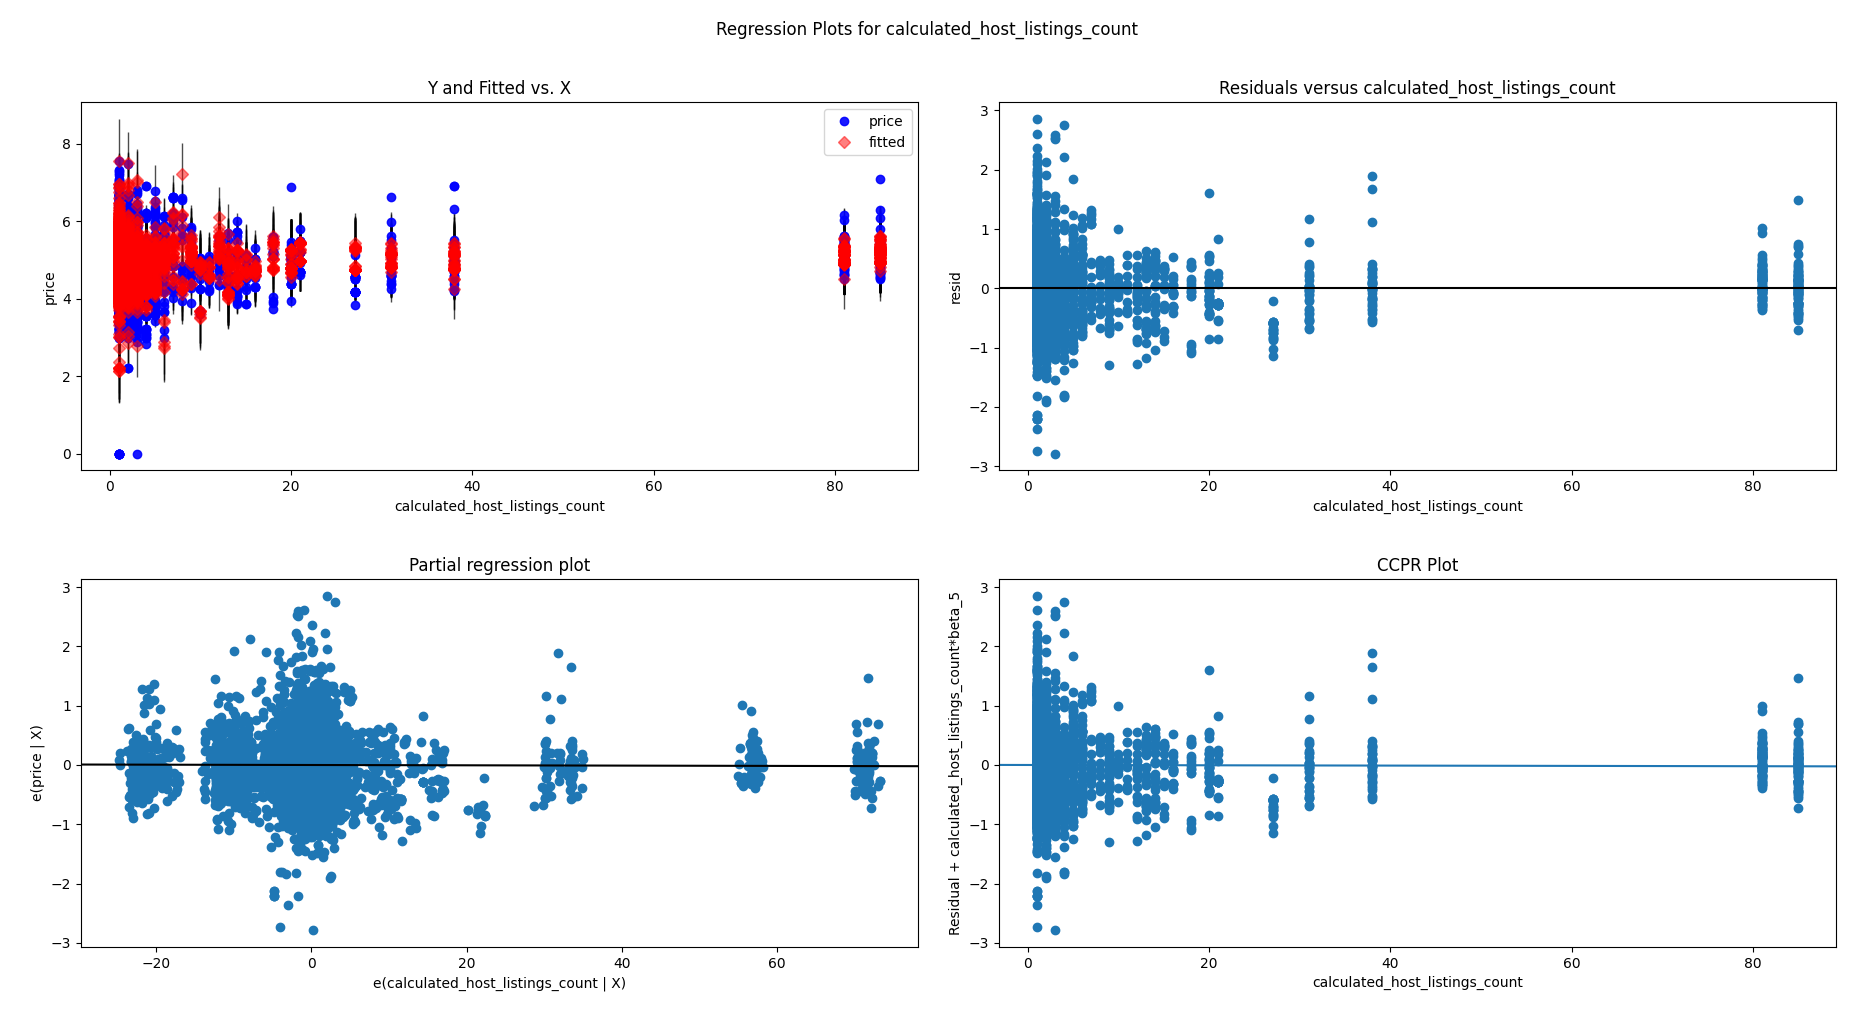 Regression Plots for calculated_host_listings_count
Y and Fitted vs. X
price
8
6
4
2
0
price
fitted
0 20 40 60 80
calculated_host_listings_count
Residuals versus calculated_host_listings_count
resid
3
2
1
0
−1
−2
−3
0 20 40 60 80
calculated_host_listings_count
Partial regression plot
e(price | X)
3
2
1
0
−1
−2
−3
−20 0 20 40 60
e(calculated_host_listings_count | X)
CCPR Plot
Residual + calculated_host_listings_count*beta_5
3
2
1
0
−1
−2
−3
0 20 40 60 80
calculated_host_listings_count